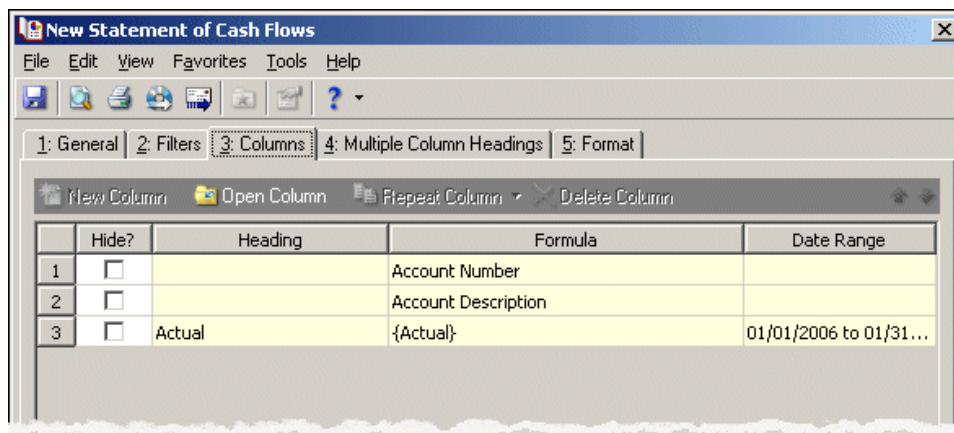 New Statement of Cash Flows
File Edit View Favorites Tools Help
1: General 2: Filters 3: Columns 4: Multiple Column Headings 5: Format
New Column Open Column Repeat Column Delete Column
Hide? Heading Formula Date Range
1 Account Number
2 Account Description
3 Actual {Actual} 01/01/2006 to 01/31...